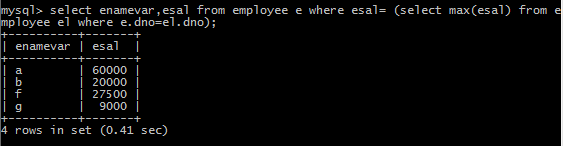 mysql> select enamevar,esal from employee e where esal= (select max(esal) from e
mployee el where e.dno=el.dno);
+----------+-------+
| enamevar | esal |
+----------+-------+
| a | 60000 |
| b | 20000 |
| f | 27500 |
| g | 9000 |
+----------+-------+
4 rows in set (0.41 sec)